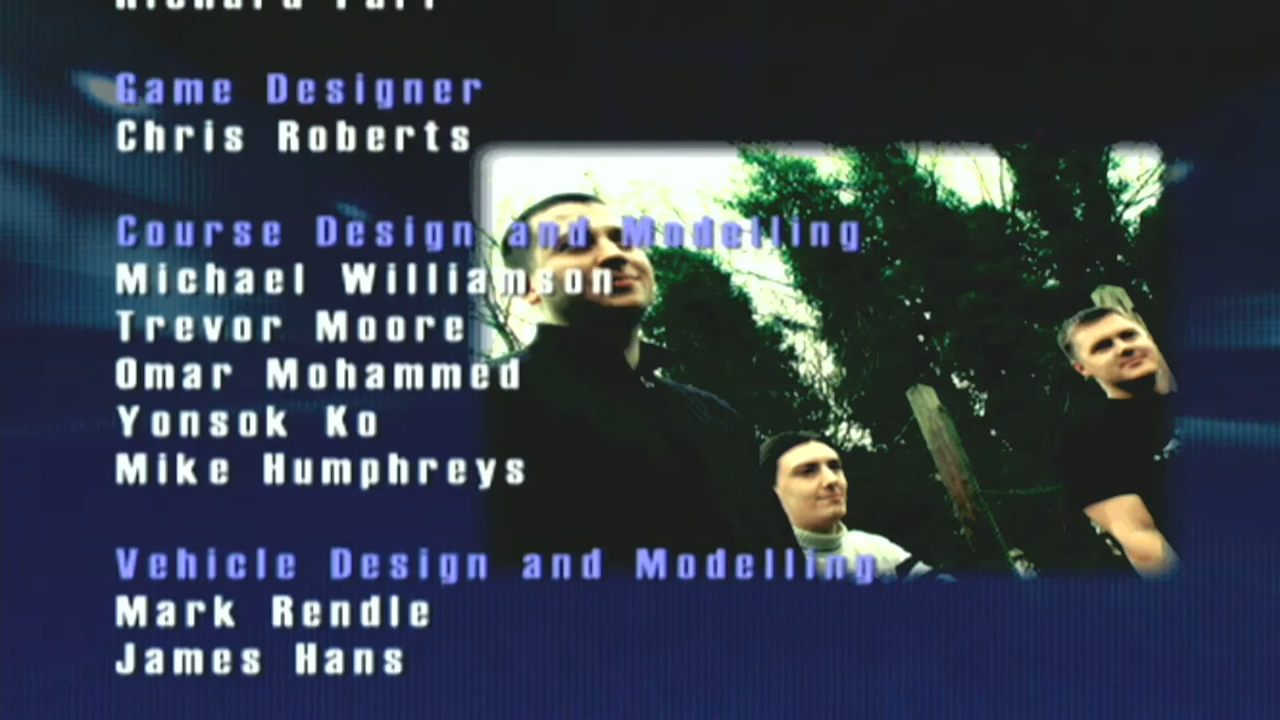 Game Designer
Chris Roberts
Course Design and Modelling
Michael Williamson
Trevor Moore
Omar Mohammed
Yonsok Ko
Mike Humphreys
Vehicle Design and Modelling
Mark Rendle
James Hans